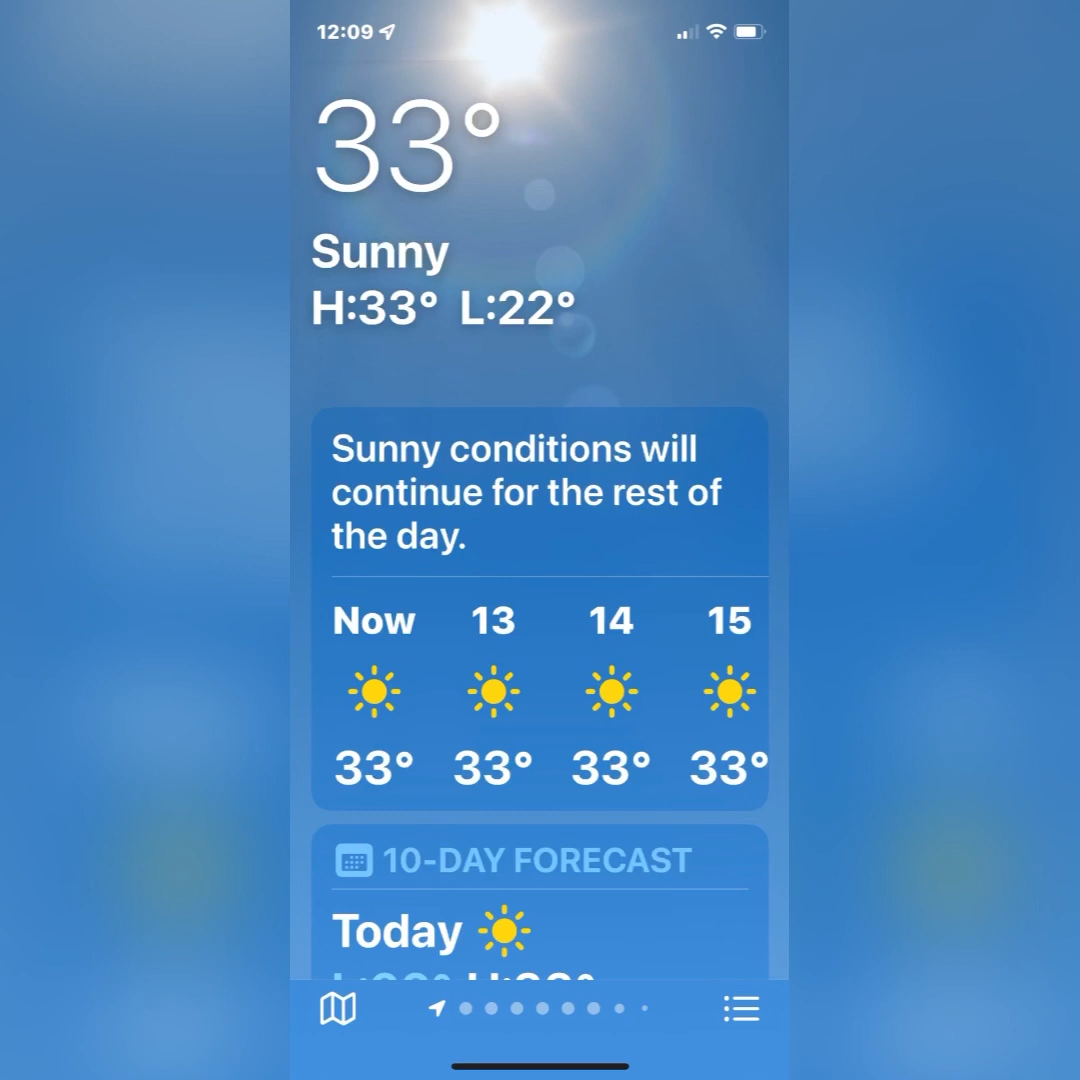 12:09
33°
Sunny
H:33° L:22°
Sunny conditions will
continue for the rest of
the day.
Now 13 14 15
33° 33° 33° 33°
10-DAY FORECAST
Today